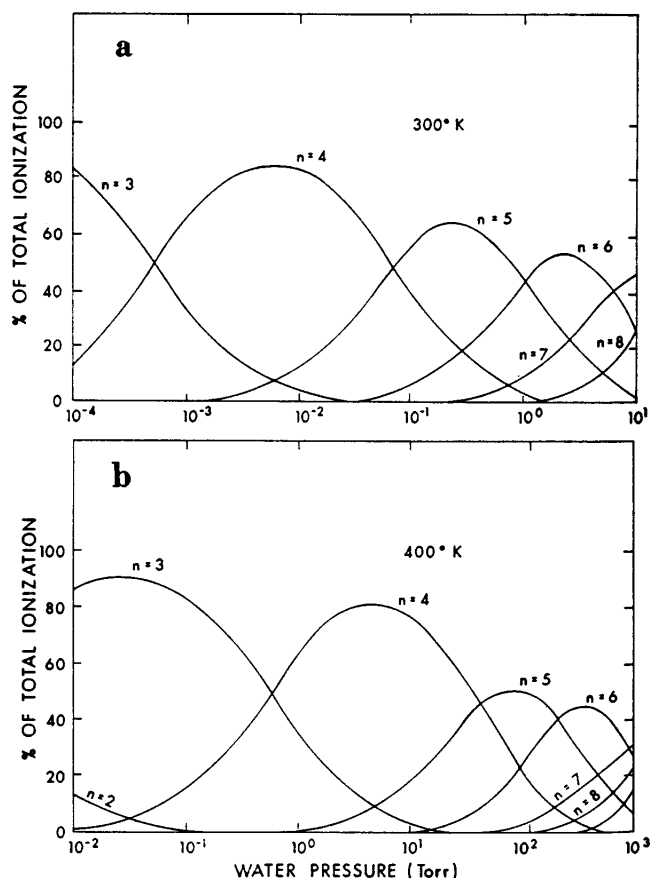 a
300° K
% OF TOTAL IONIZATION
100
80
60
40
20
0
n = 3
n = 4
n = 5
n = 6
n = 7
n = 8
10⁻⁴
10⁻³
10⁻²
10⁻¹
10⁰
10¹
b
400° K
% OF TOTAL IONIZATION
100
80
60
40
20
0
n = 3
n = 4
n = 5
n = 6
n = 2
n = 7
n = 8
10⁻²
10⁻¹
10⁰
10¹
10²
10³
WATER PRESSURE (Torr)